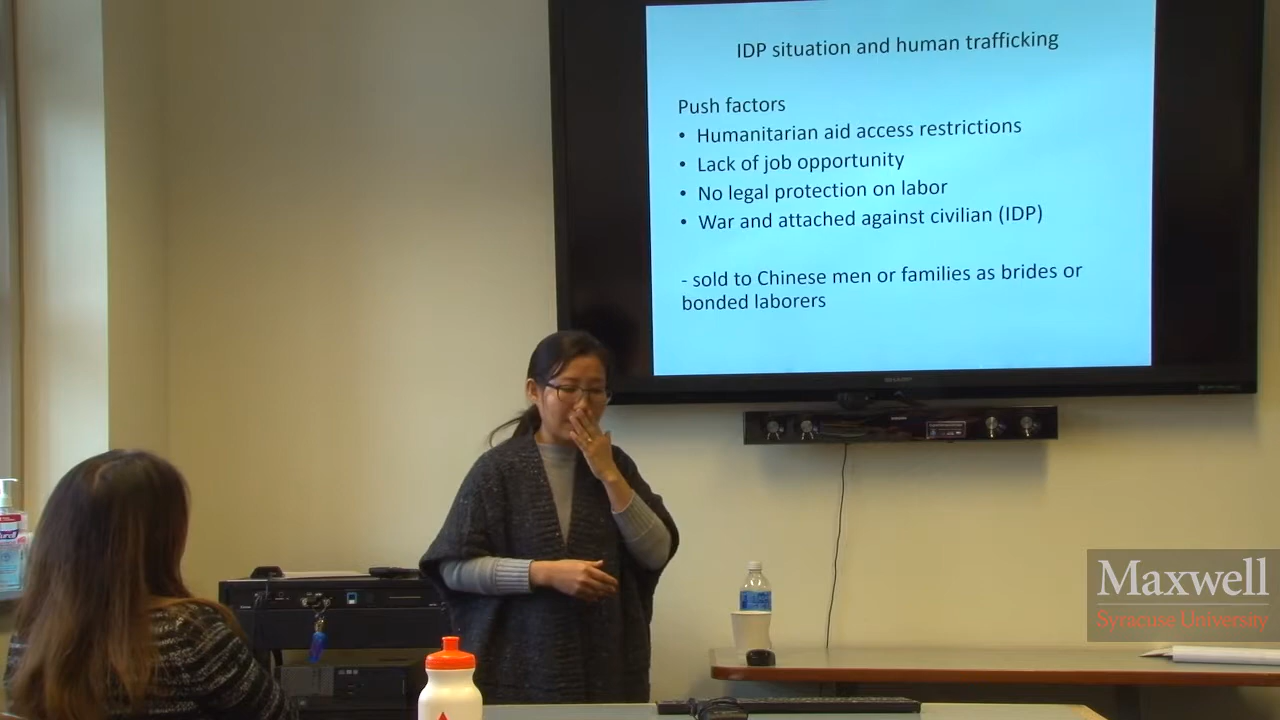 IDP situation and human trafficking
Push factors
• Humanitarian aid access restrictions
• Lack of job opportunity
• No legal protection on labor
• War and attached against civilian (IDP)
- sold to Chinese men or families as brides or
bonded laborers
SHARP
Maxwell
Syracuse University